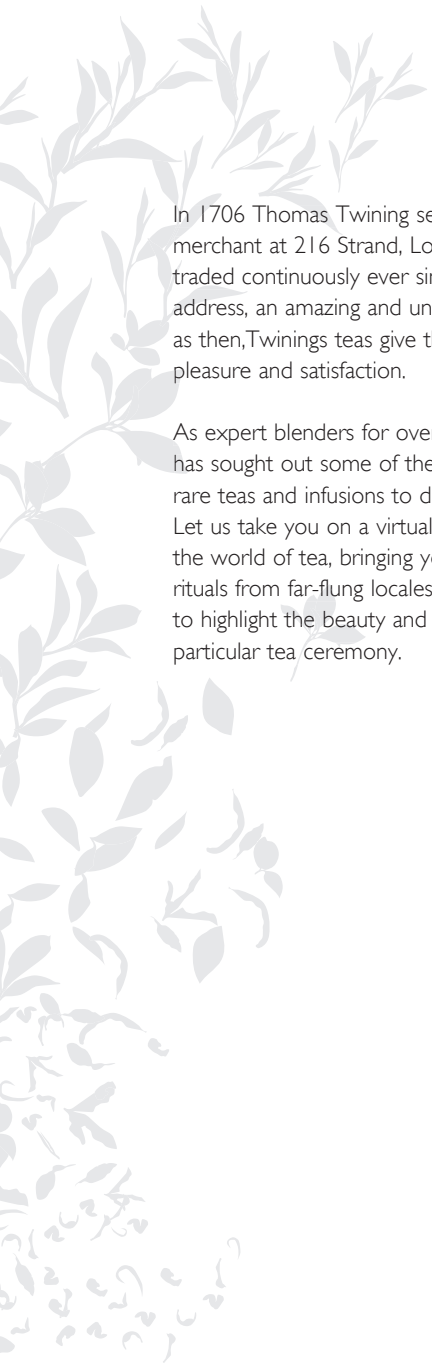 In 1706 Thomas Twining se
merchant at 216 Strand, Lo
traded continuously ever sin
address, an amazing and un
as then,Twinings teas give th
pleasure and satisfaction.
As expert blenders for over
has sought out some of the
rare teas and infusions to d
Let us take you on a virtual
the world of tea, bringing yo
rituals from far-flung locales
to highlight the beauty and
particular tea ceremony.